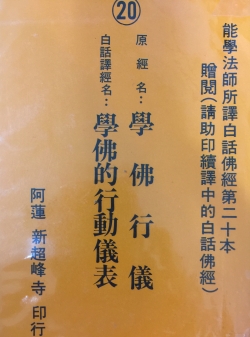 20
能學法師所譯白話佛經第二十本
贈閱(請助印續譯中的白話佛經)
原經名：學佛行儀
白話譯經名：學佛的行動儀表
阿蓮 新超峰寺 印行